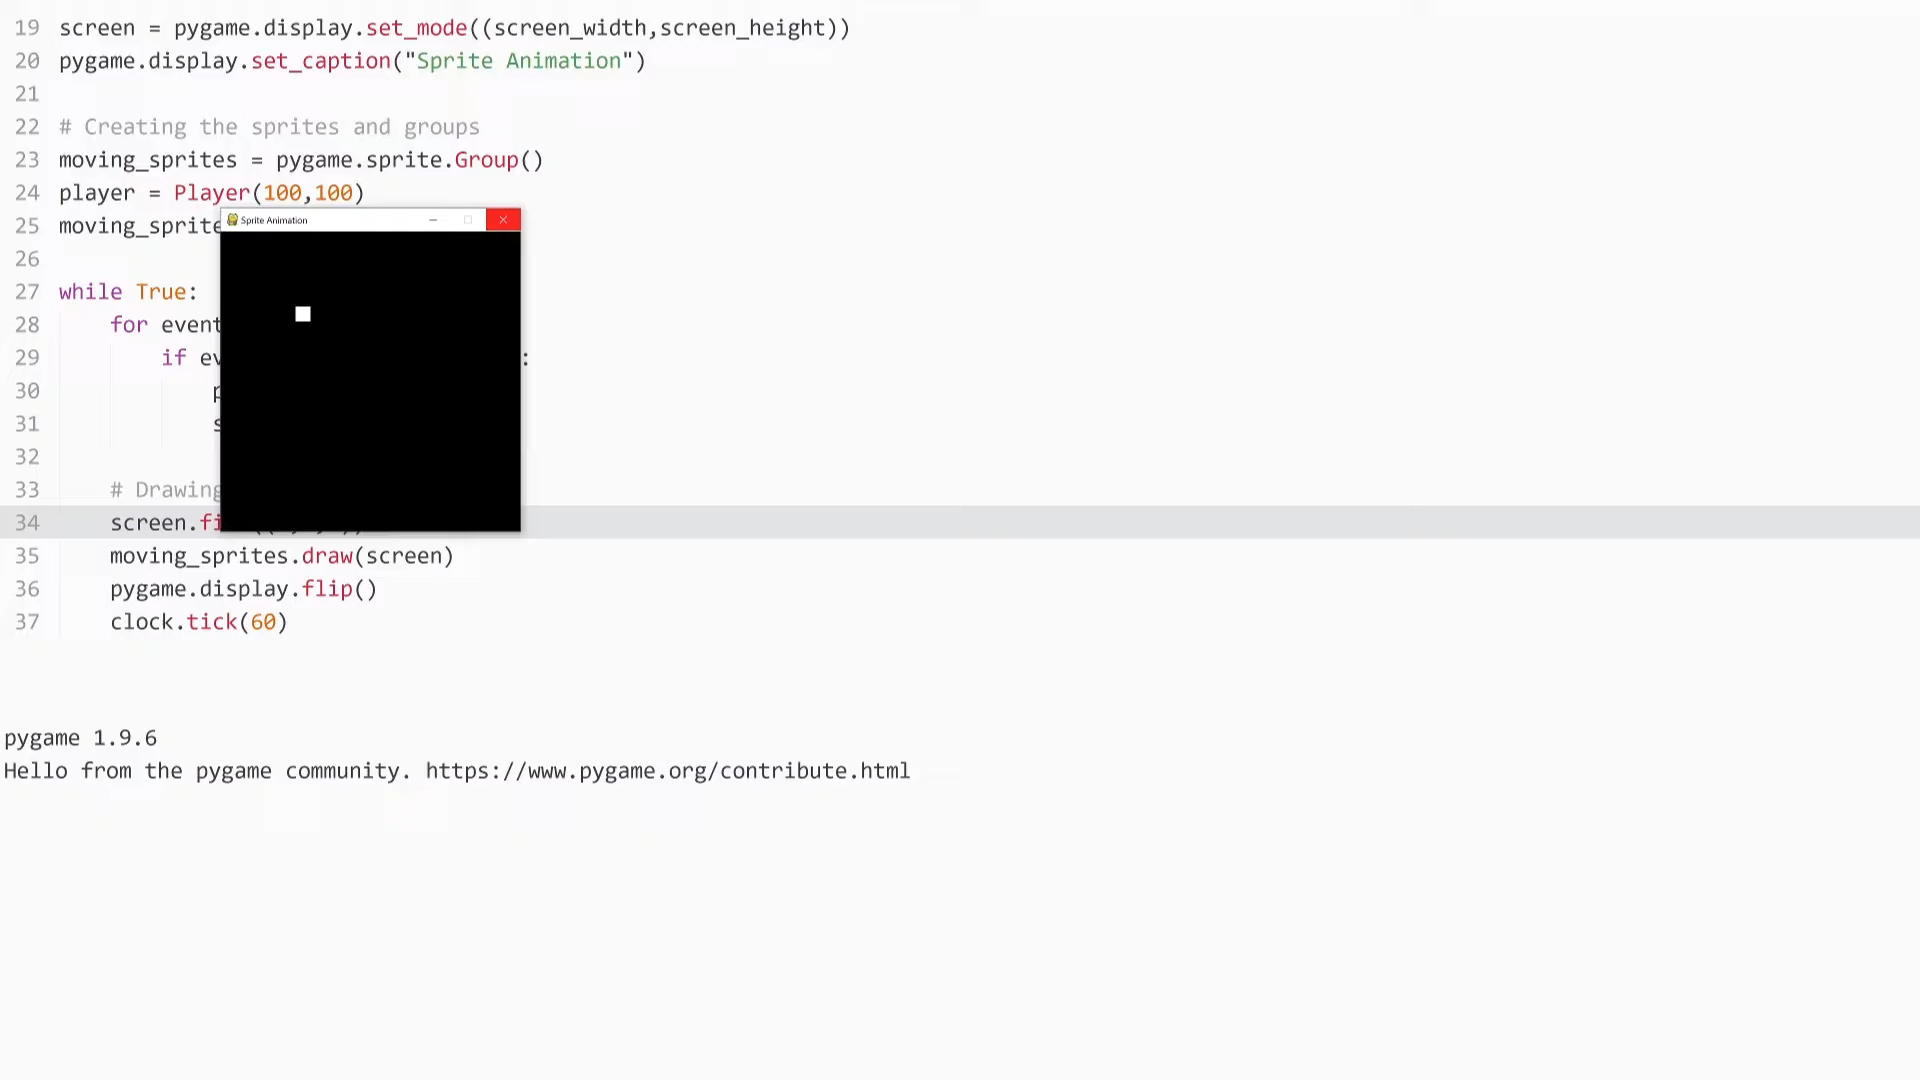 19 screen = pygame.display.set_mode((screen_width,screen_height))
20 pygame.display.set_caption("Sprite Animation")
21
22 # Creating the sprites and groups
23 moving_sprites = pygame.sprite.Group()
24 player = Player(100,100)
25 moving_sprite
Sprite Animation
26
27 while True:
28 for event
29 if ev :
30 p
31 s
32
33 # Drawing
34 screen.fi
35 moving_sprites.draw(screen)
36 pygame.display.flip()
37 clock.tick(60)
pygame 1.9.6
Hello from the pygame community. https://www.pygame.org/contribute.html